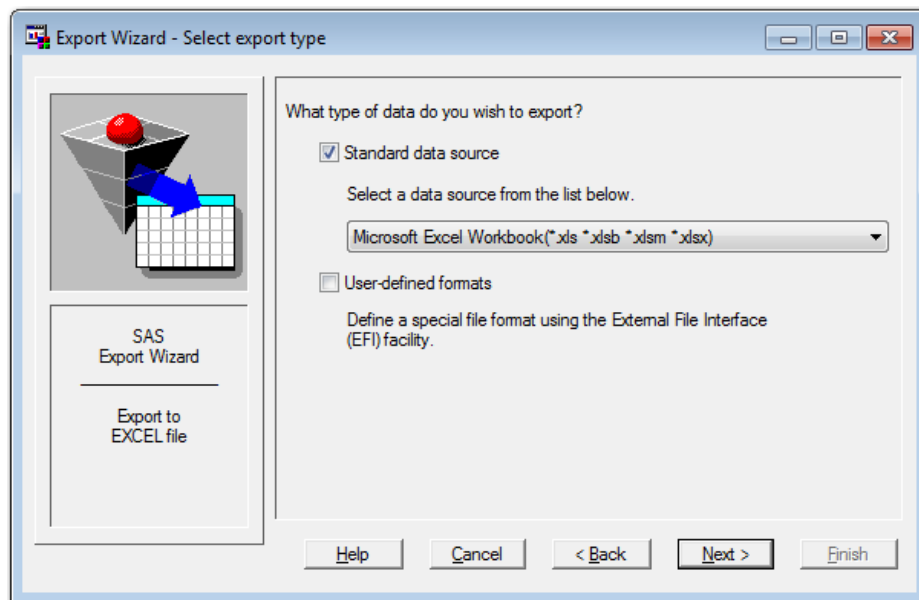 Export Wizard - Select export type
What type of data do you wish to export?
Standard data source
Select a data source from the list below.
Microsoft Excel Workbook(*.xls *.xlsb *.xlsm *.xlsx)
User-defined formats
Define a special file format using the External File Interface
(EFI) facility.
SAS
Export Wizard
Export to
EXCEL file
Help
Cancel
< Back
Next >
Finish